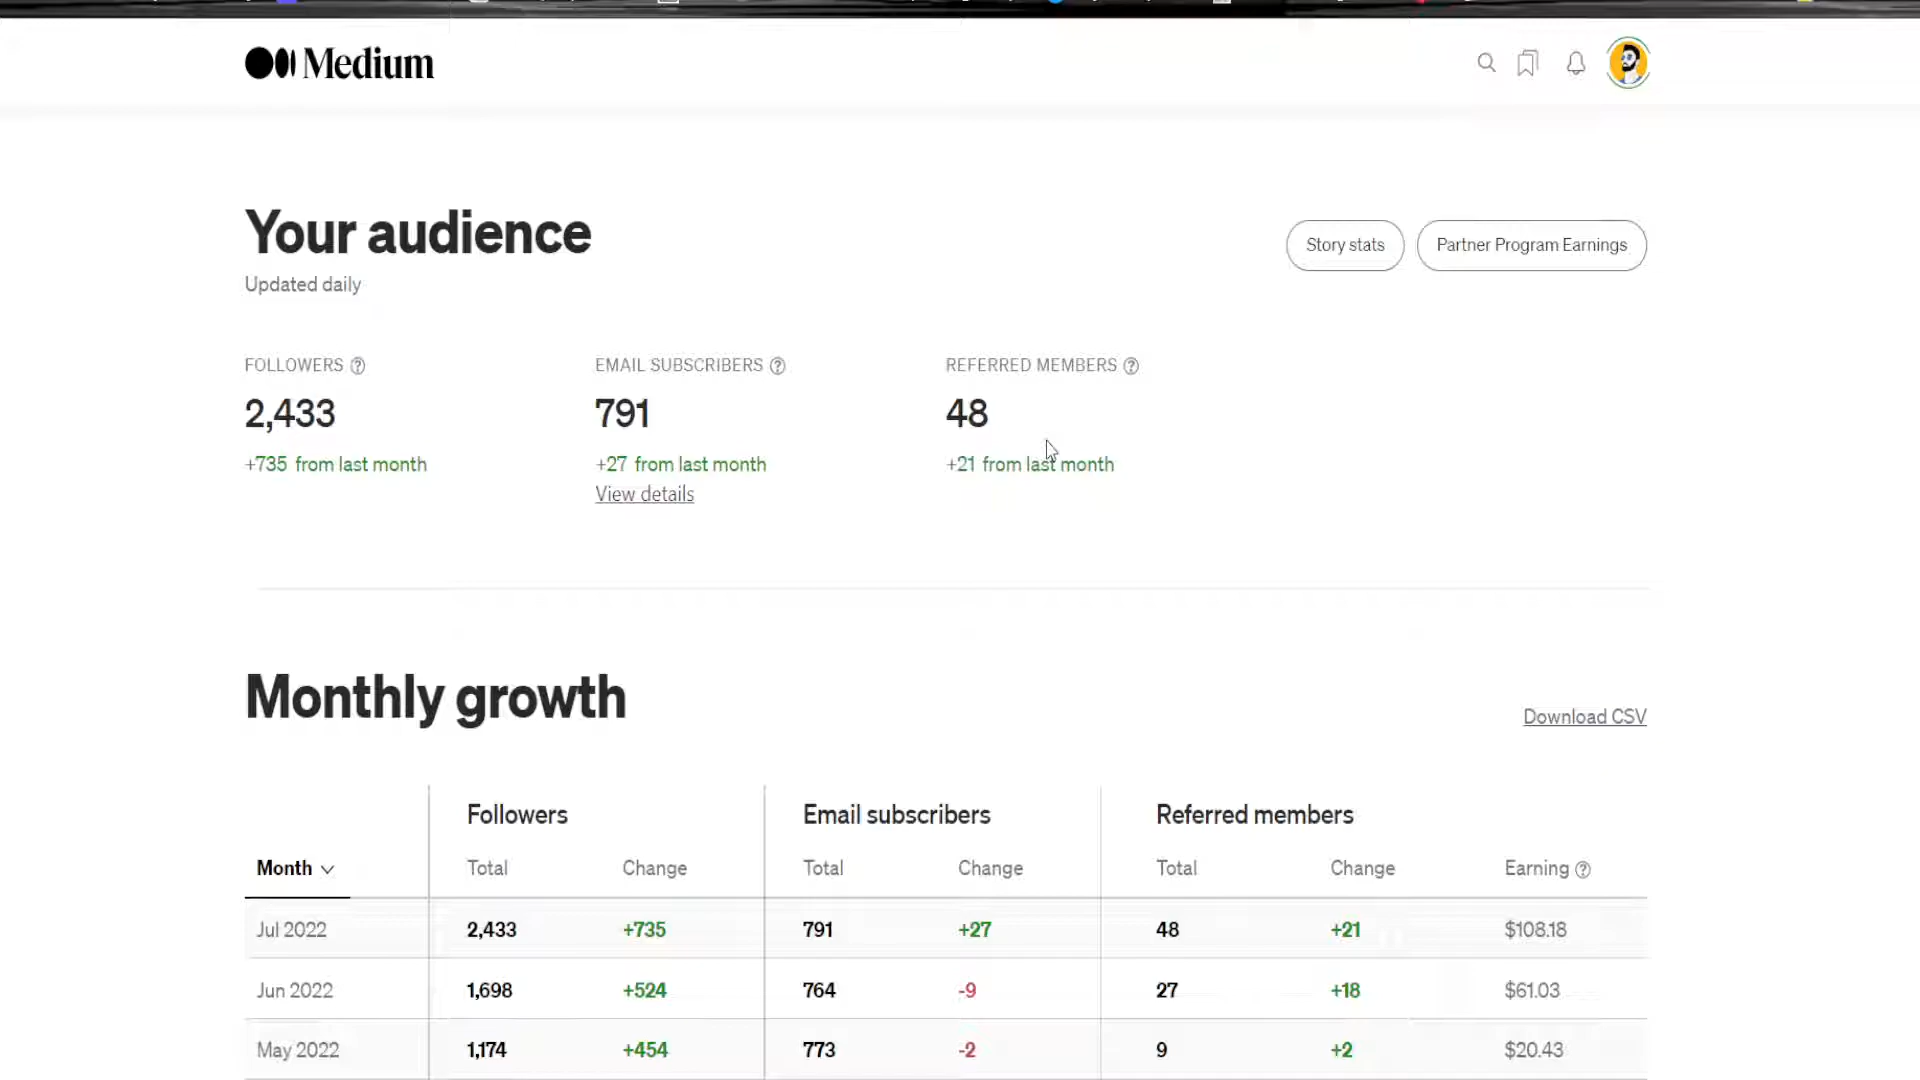 Medium
Your audience
Story stats
Partner Program Earnings
Updated daily
FOLLOWERS
EMAIL SUBSCRIBERS
REFERRED MEMBERS
2,433
791
48
+735 from last month
+27 from last month
+21 from last month
View details
Monthly growth
Download CSV
Followers
Email subscribers
Referred members
Month
Total
Change
Total
Change
Total
Change
Earning
Jul 2022 2,433 +735 791 +27 48 +21 $108.18
Jun 2022 1,698 +524 764 -9 27 +18 $61.03
May 2022 1,174 +454 773 -2 9 +2 $20.43